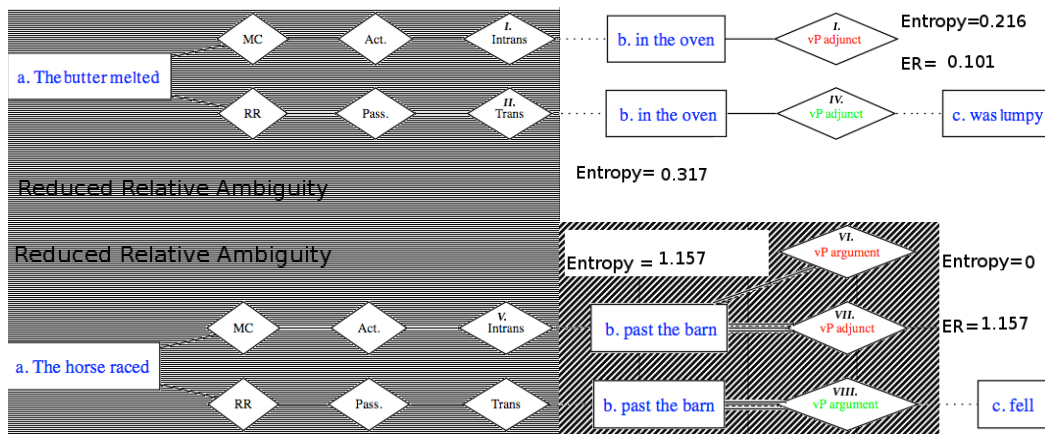 I.
MC
Act.
Intrans
b. in the oven
I.
vP adjunct
Entropy=0.216
a. The butter melted
ER= 0.101
RR
Pass.
II.
Trans
b. in the oven
IV.
vP adjunct
c. was lumpy
Entropy= 0.317
Reduced Relative Ambiguity
Reduced Relative Ambiguity
Entropy = 1.157
VI.
vP argument
Entropy=0
MC
Act.
V.
Intrans
b. past the barn
VII.
vP adjunct
ER=1.157
a. The horse raced
RR
Pass.
Trans
b. past the barn
VIII.
vP argument
c. fell